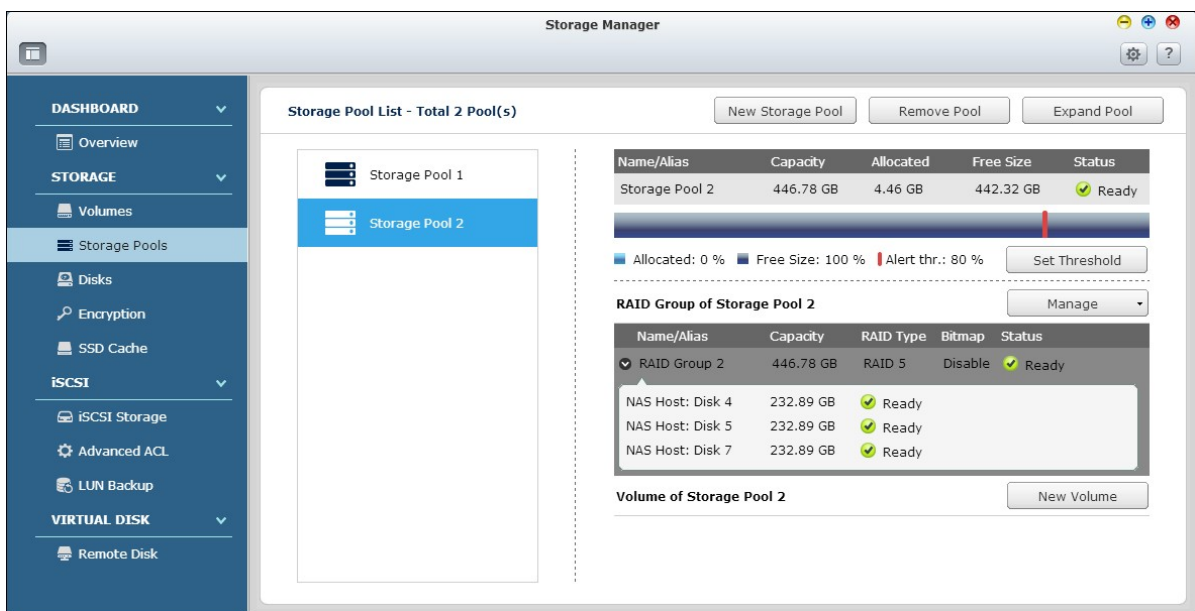 Storage Manager
?
DASHBOARD
Overview
STORAGE
Volumes
Storage Pools
Disks
Encryption
SSD Cache
iSCSI
iSCSI Storage
Advanced ACL
LUN Backup
VIRTUAL DISK
Remote Disk
Storage Pool List - Total 2 Pool(s)
New Storage Pool Remove Pool Expand Pool
Storage Pool 1
Storage Pool 2
Name/Alias Capacity Allocated Free Size Status
Storage Pool 2 446.78 GB 4.46 GB 442.32 GB Ready
Allocated: 0 % Free Size: 100 % Alert thr.: 80 % Set Threshold
RAID Group of Storage Pool 2 Manage
Name/Alias Capacity RAID Type Bitmap Status
RAID Group 2 446.78 GB RAID 5 Disable Ready
NAS Host: Disk 4 232.89 GB Ready
NAS Host: Disk 5 232.89 GB Ready
NAS Host: Disk 7 232.89 GB Ready
Volume of Storage Pool 2 New Volume